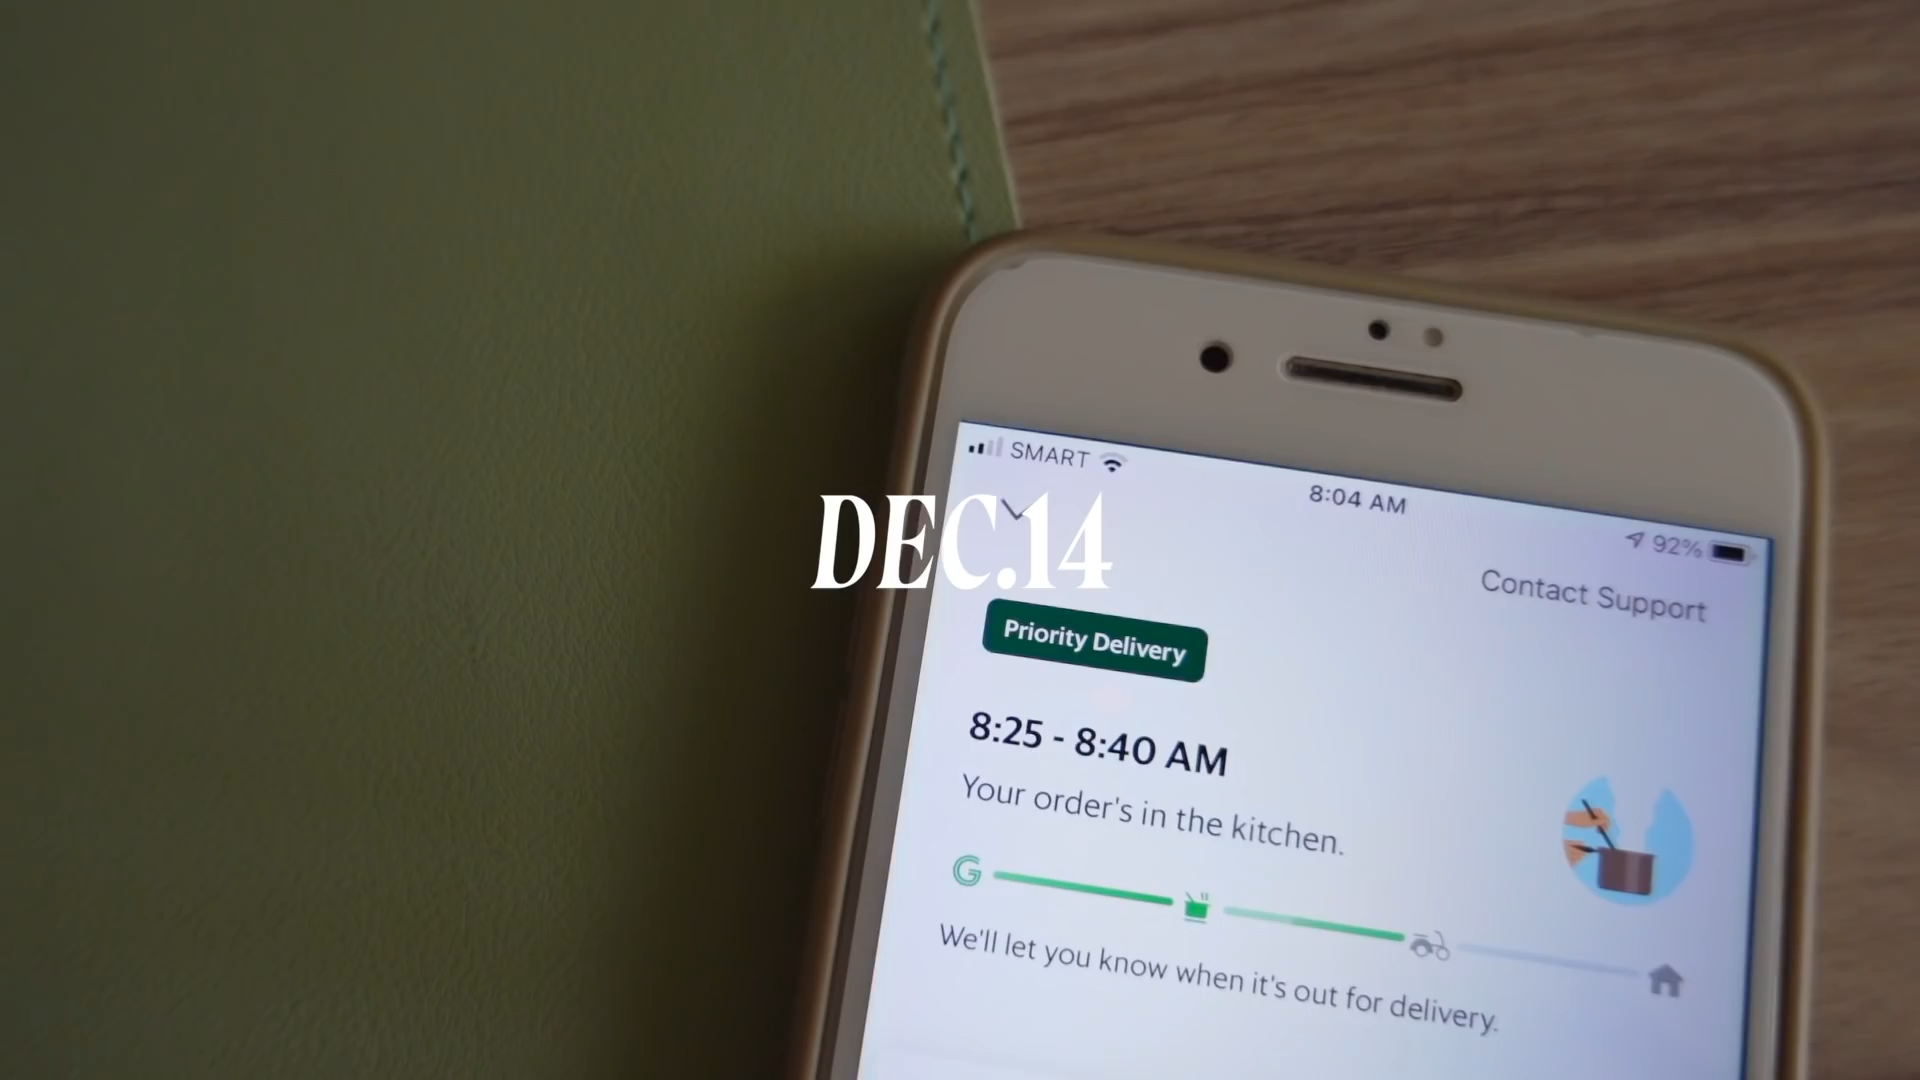 SMART
8:04 AM
92%
DEC.14
Contact Support
Priority Delivery
8:25 - 8:40 AM
Your order's in the kitchen.
G
We'll let you know when it's out for delivery.